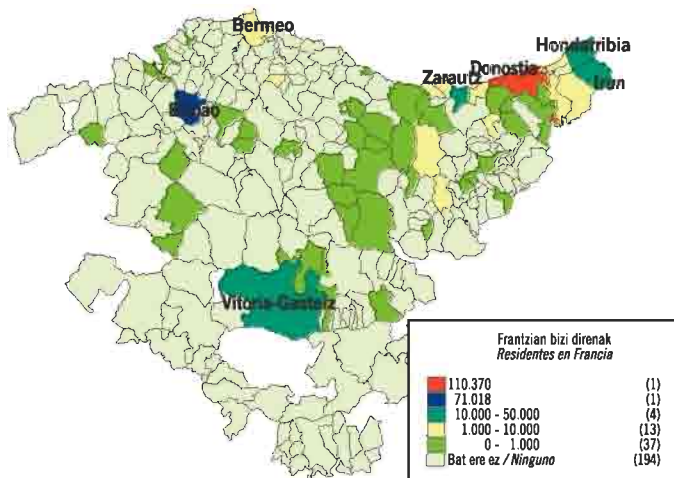 Bermeo
Hondarribia
Donostia
Zarautz
Irun
Bilbao
Vitoria-Gasteiz
Frantzian bizi direnak
Residentes en Francia
110.370 (1)
71.018 (1)
10.000 - 50.000 (4)
1.000 - 10.000 (13)
0 - 1.000 (37)
Bat ere ez / Ninguno (194)